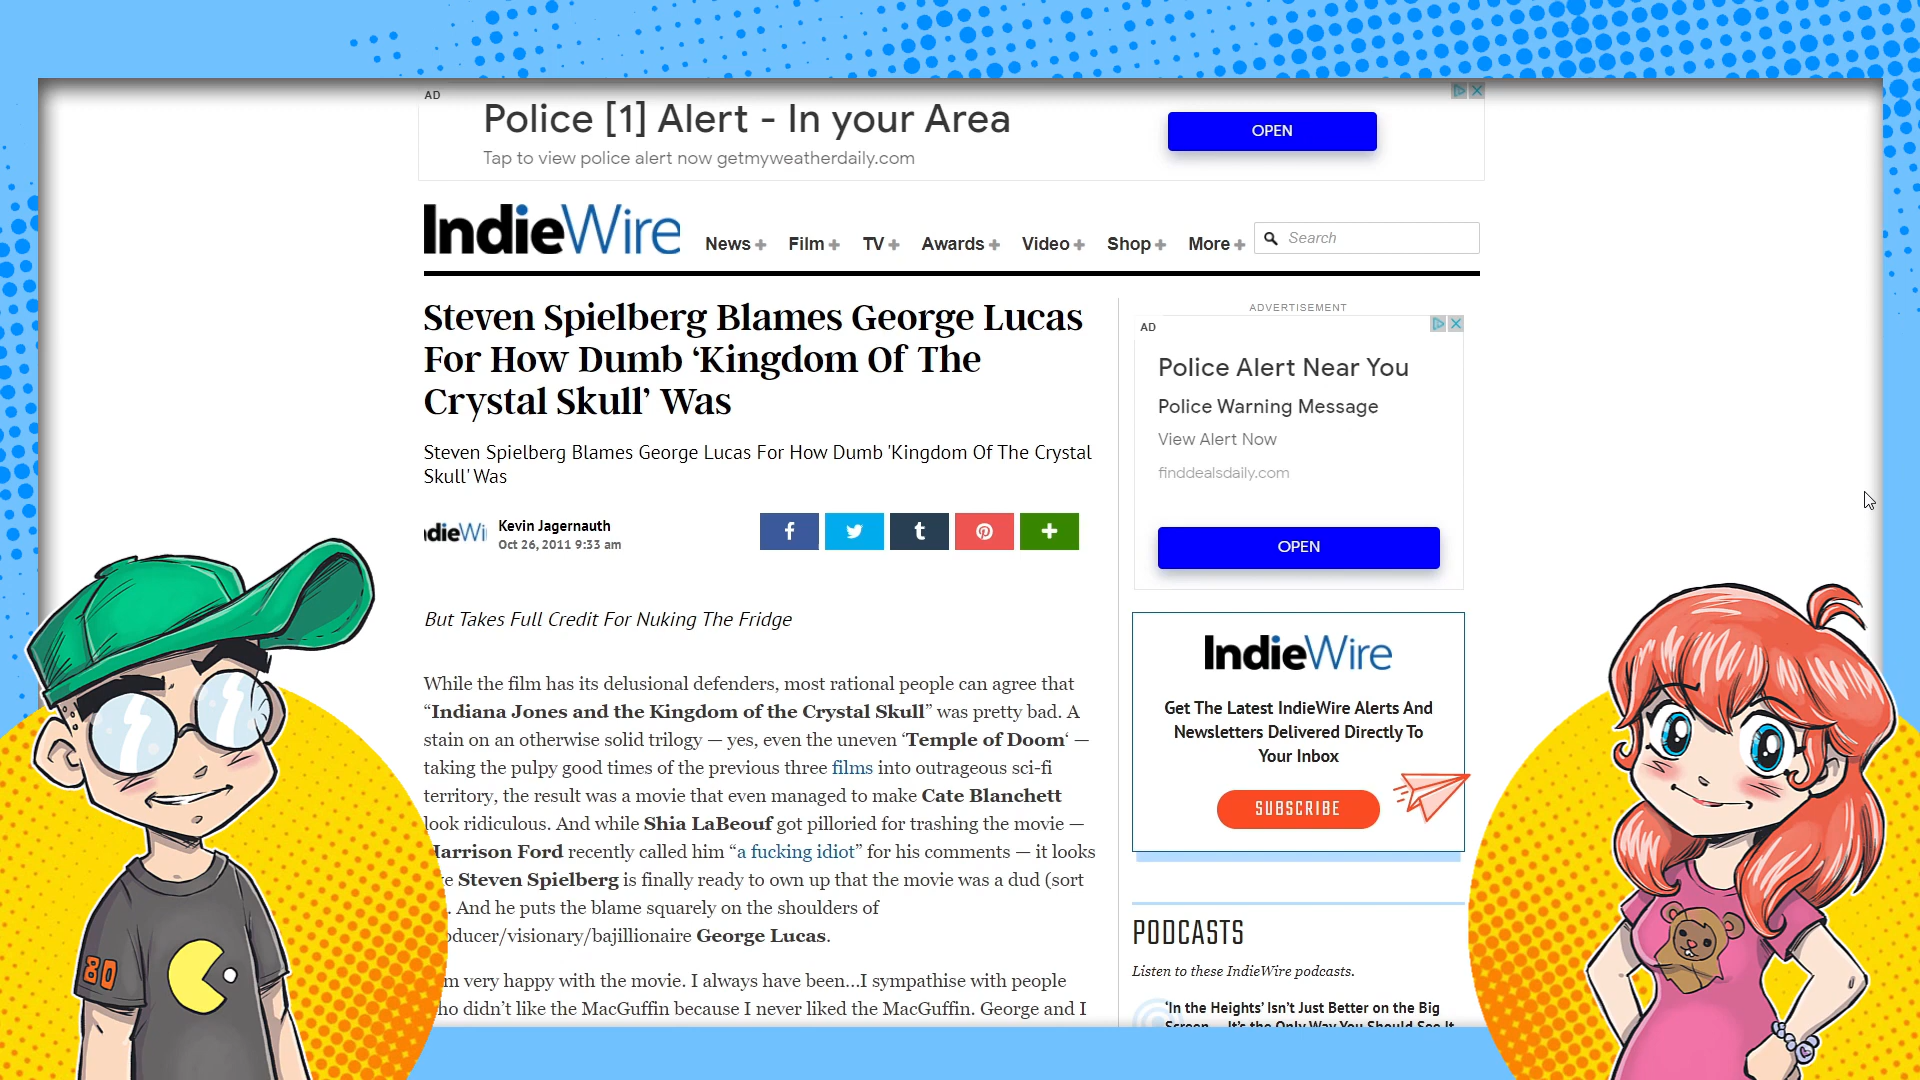 AD
Police [1] Alert - In your Area
Tap to view police alert now getmyweatherdaily.com
OPEN
IndieWire
News + Film + TV + Awards + Video + Shop + More +
Search
Steven Spielberg Blames George Lucas
For How Dumb ‘Kingdom Of The
Crystal Skull’ Was
Steven Spielberg Blames George Lucas For How Dumb 'Kingdom Of The Crystal
Skull' Was
Kevin Jagernauth
Oct 26, 2011 9:33 am
But Takes Full Credit For Nuking The Fridge
While the film has its delusional defenders, most rational people can agree that
“Indiana Jones and the Kingdom of the Crystal Skull” was pretty bad. A
stain on an otherwise solid trilogy — yes, even the uneven ‘Temple of Doom‘ —
taking the pulpy good times of the previous three films into outrageous sci-fi
territory, the result was a movie that even managed to make Cate Blanchett
look ridiculous. And while Shia LaBeouf got pilloried for trashing the movie —
Harrison Ford recently called him “a fucking idiot” for his comments — it looks
Steven Spielberg is finally ready to own up that the movie was a dud (sort
. And he puts the blame squarely on the shoulders of
oducer/visionary/bajillionaire George Lucas.
m very happy with the movie. I always have been...I sympathise with people
ho didn’t like the MacGuffin because I never liked the MacGuffin. George and I
ADVERTISEMENT
AD
Police Alert Near You
Police Warning Message
View Alert Now
finddealsdaily.com
OPEN
IndieWire
Get The Latest IndieWire Alerts And
Newsletters Delivered Directly To
Your Inbox
SUBSCRIBE
PODCASTS
Listen to these IndieWire podcasts.
‘In the Heights’ Isn’t Just Better on the Big
Screen — It’s the Only Way You Should See It
80